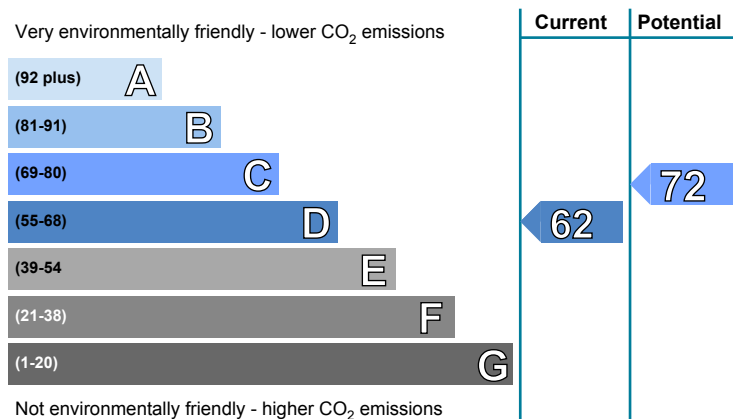 Current Potential
Very environmentally friendly - lower CO₂ emissions
(92 plus) A
(81-91) B
(69-80) C
72
(55-68) D
62
(39-54 E
(21-38) F
(1-20) G
Not environmentally friendly - higher CO₂ emissions